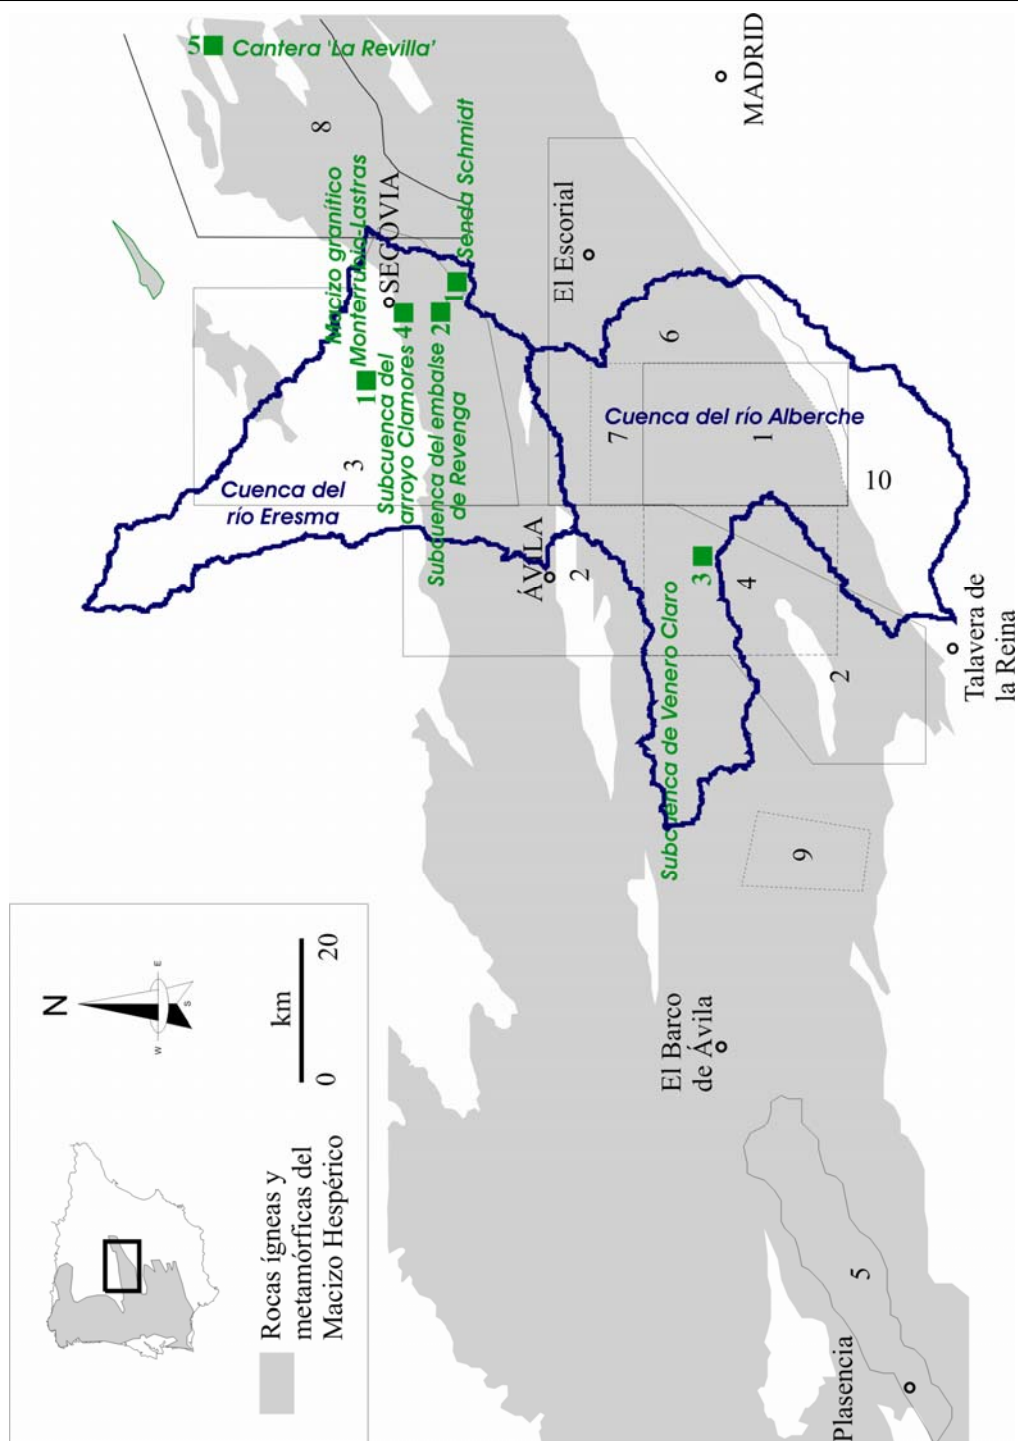 5
Cantera 'La Revilla'
8
MADRID
Macizo granítico
Monterrubio-Lastras
1
SEGOVIA
Senda Schmidt
1
Subcuenca del
arroyo Clamores 4
Subcuenca del embalse 2
de Revenga
El Escorial
3
6
7
Cuenca del río Alberche
1
10
Cuenca del
río Eresma
ÁVILA
2
3
4
2
Subcuenca de Venero Claro
Talavera de
la Reina
9
El Barco
de Ávila
5
Plasencia
N
W
E
S
km
0
20
Rocas ígneas y
metamórficas del
Macizo Hespérico